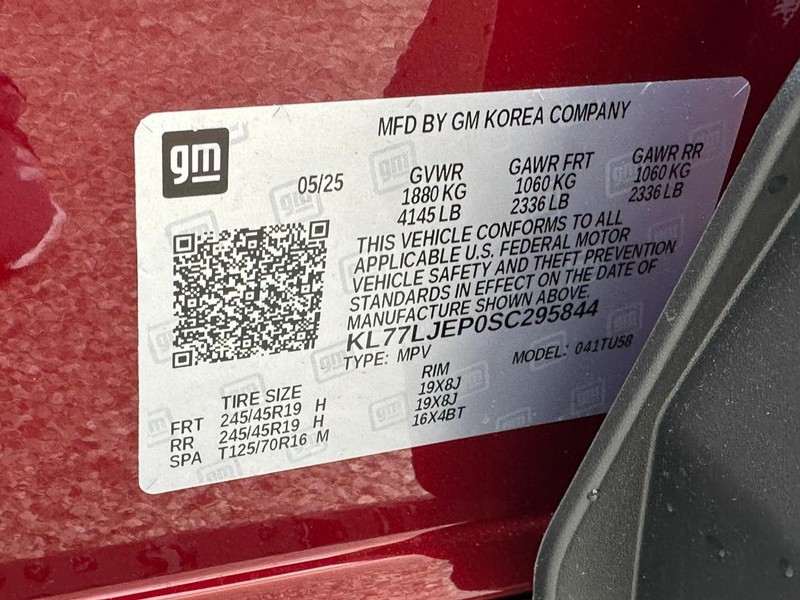 MFD BY GM KOREA COMPANY
gm
05/25
GVWR GAWR FRT GAWR RR
1880 KG 1060 KG 1060 KG
4145 LB 2336 LB 2336 LB
THIS VEHICLE CONFORMS TO ALL
APPLICABLE U.S. FEDERAL MOTOR
VEHICLE SAFETY AND THEFT PREVENTION
STANDARDS IN EFFECT ON THE DATE OF
MANUFACTURE SHOWN ABOVE.
KL77LJEP0SC295844
TYPE: MPV MODEL: 041TU58
TIRE SIZE RIM
FRT 245/45R19 H 19X8J
RR 245/45R19 H 19X8J
SPA T125/70R16 M 16X4BT